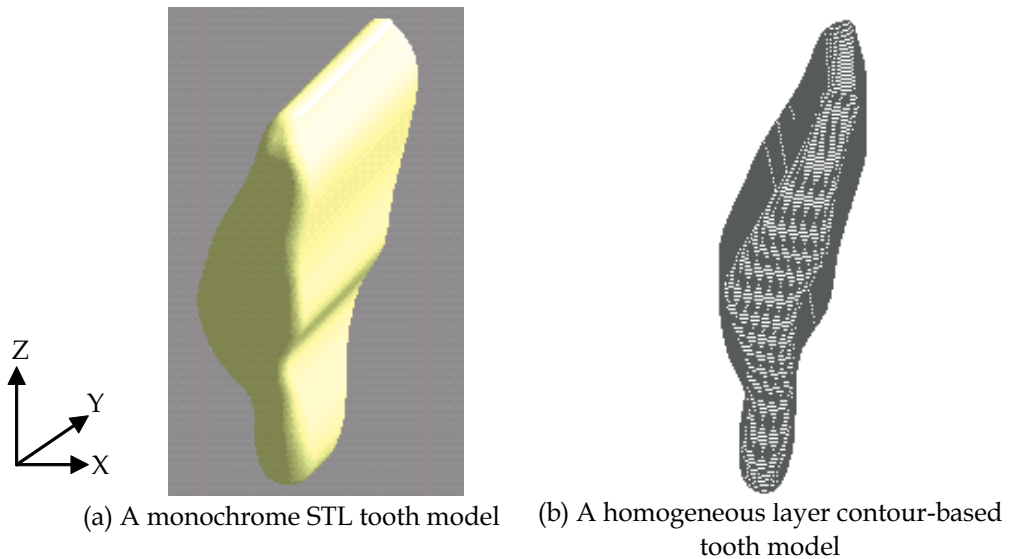 Z
Y
X
(a) A monochrome STL tooth model
(b) A homogeneous layer contour-based
tooth model